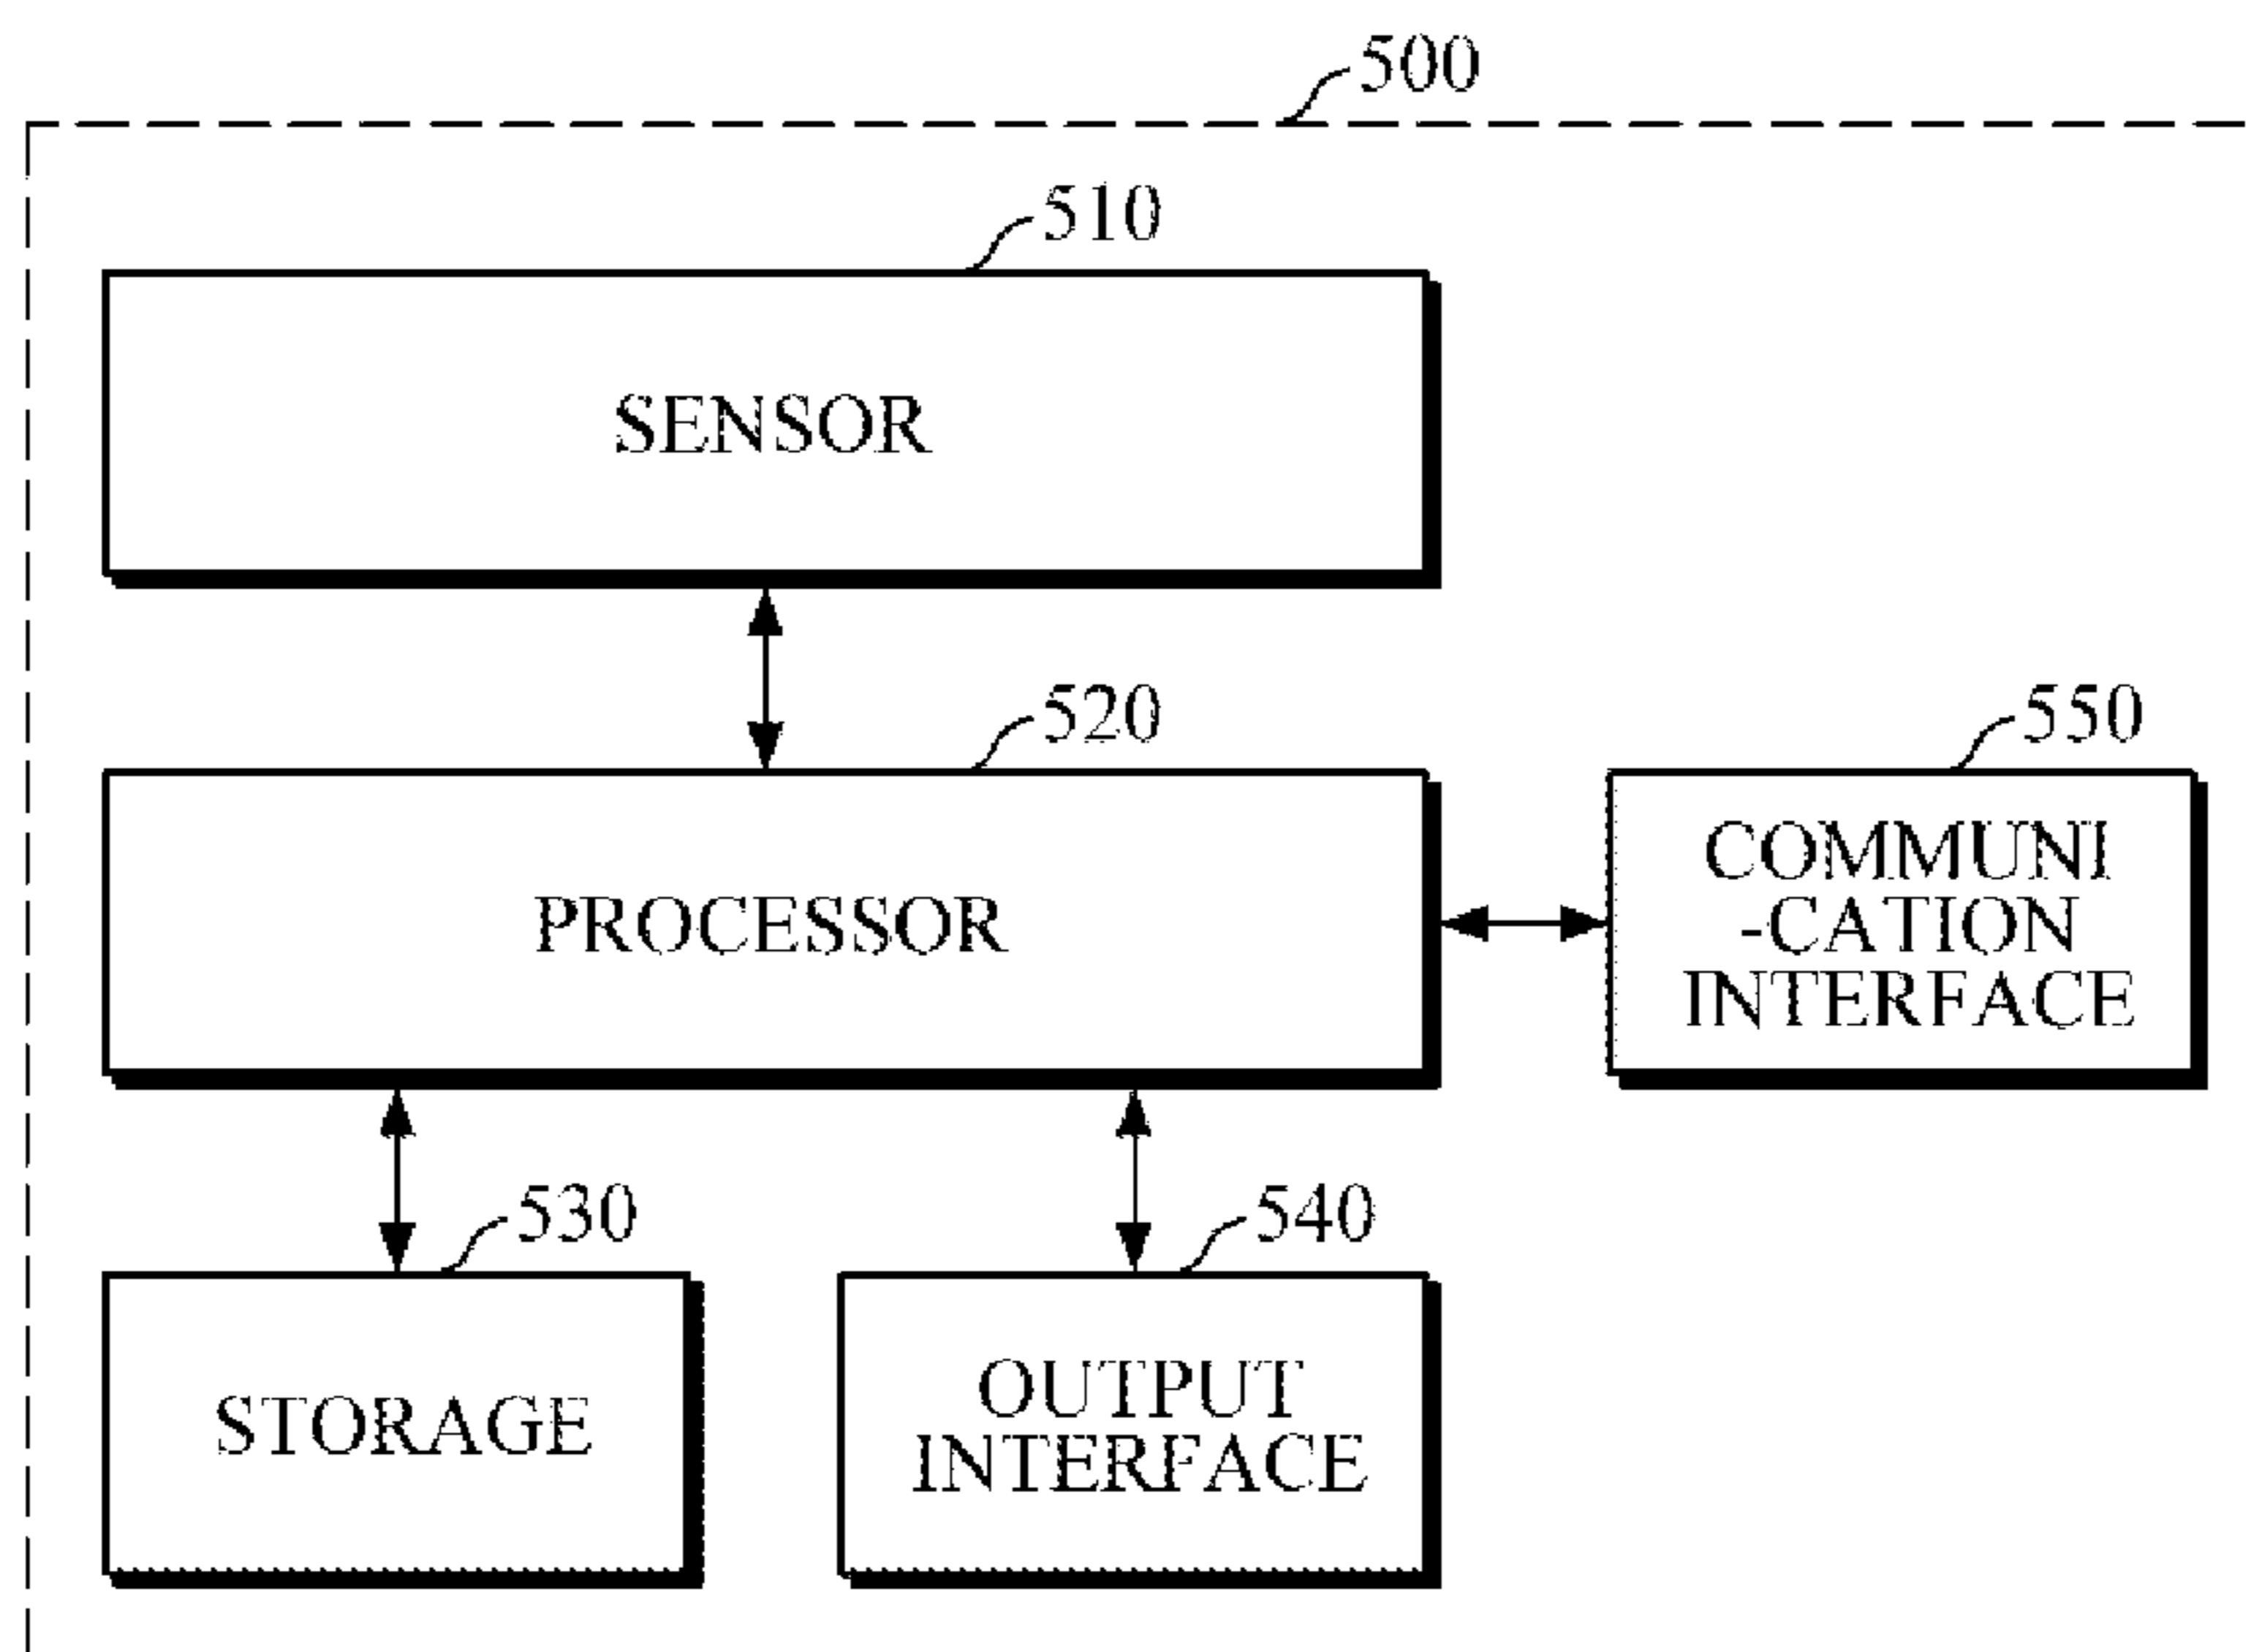 500
510
SENSOR
520
550
PROCESSOR
COMMUNI
-CATION
INTERFACE
530
540
STORAGE
OUTPUT
INTERFACE